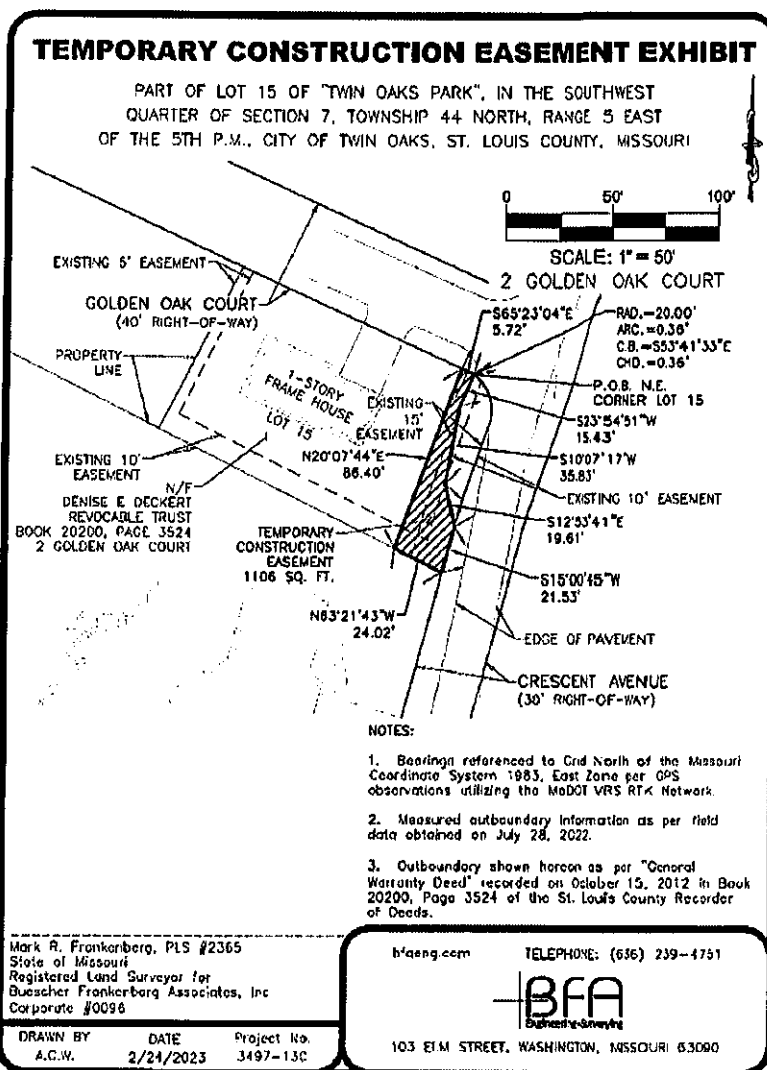 TEMPORARY CONSTRUCTION EASEMENT EXHIBIT
PART OF LOT 15 OF "TWIN OAKS PARK", IN THE SOUTHWEST
QUARTER OF SECTION 7, TOWNSHIP 44 NORTH, RANGE 5 EAST
OF THE 5TH P.M., CITY OF TWIN OAKS, ST. LOUIS COUNTY, MISSOURI
0 50' 100'
SCALE: 1" = 50'
2 GOLDEN OAK COURT
EXISTING 5' EASEMENT
GOLDEN OAK COURT
(40' RIGHT-OF-WAY)
PROPERTY
LINE
1-STORY
FRAME HOUSE
LOT 15
EXISTING
15'
EASEMENT
N20°07'44"E
86.40'
EXISTING 10'
EASEMENT
N/F
DENISE E DECKERT
REVOCABLE TRUST
BOOK 20200, PAGE 3524
2 GOLDEN OAK COURT
TEMPORARY
CONSTRUCTION
EASEMENT
1106 SQ. FT.
N63°21'43"W
24.02'
S65°23'04"E
5.72'
RAD.=20.00'
ARC.=0.36'
C.B.=S53°41'33"E
CHD.=0.36'
P.O.B. N.E.
CORNER LOT 15
S23°54'51"W
15.43'
S10°07'17"W
35.83'
EXISTING 10' EASEMENT
S12°53'41"E
19.61'
S15°00'45"W
21.53'
EDGE OF PAVEMENT
CRESCENT AVENUE
(30' RIGHT-OF-WAY)
NOTES:
1. Bearings referenced to Grid North of the Missouri
Coordinate System 1983, East Zone per GPS
observations utilizing the MoDOT VRS RTK Network.
2. Measured outboundary information as per field
data obtained on July 28, 2022.
3. Outboundary shown hereon as per "General
Warranty Deed" recorded on October 15, 2012 in Book
20200, Page 3524 of the St. Louis County Recorder
of Deeds.
Mark R. Frankenberg, PLS #2365
State of Missouri
Registered Land Surveyor for
Buescher Frankenberg Associates, Inc
Corporate #0096
DRAWN BY DATE Project No.
A.C.W. 2/24/2023 3497-13C
bfaeng.com TELEPHONE: (636) 239-4751
BFA
Engineering-Surveying
103 ELM STREET, WASHINGTON, MISSOURI 63090